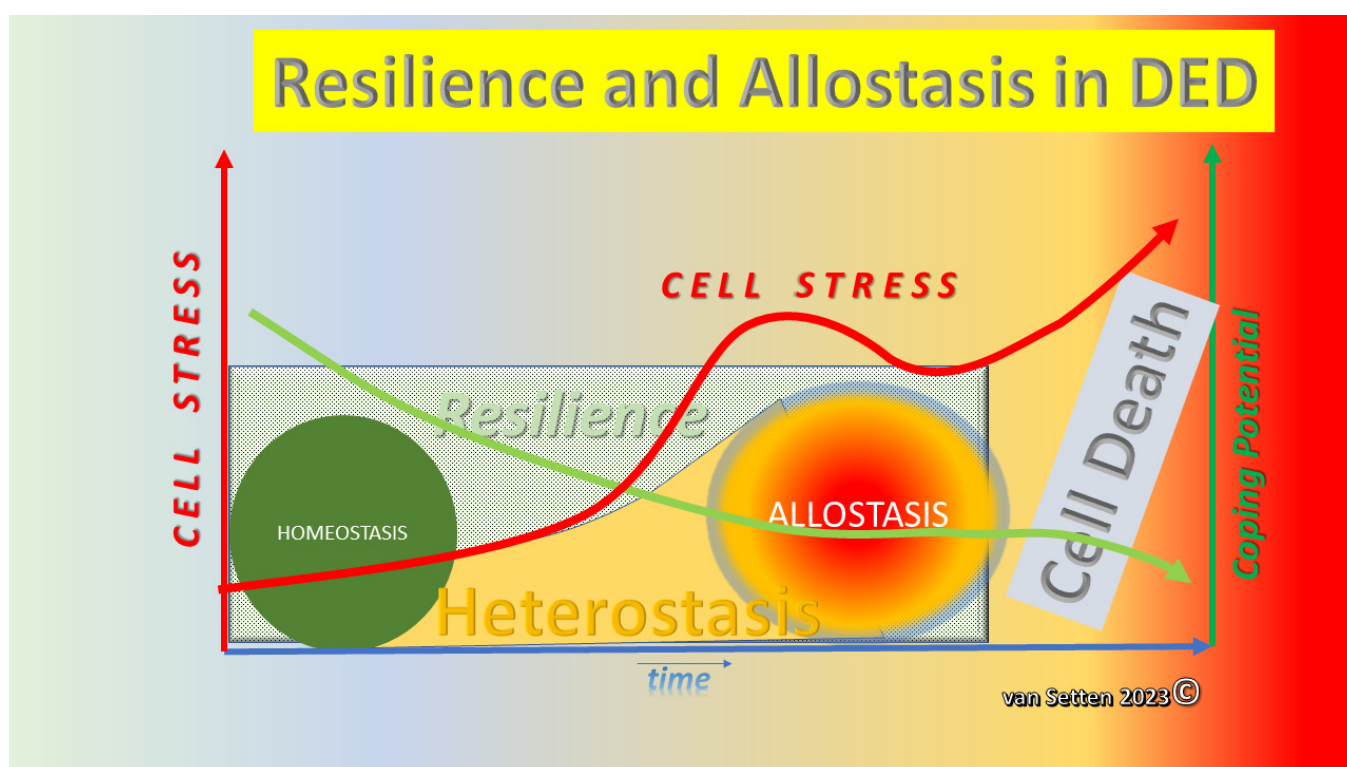 Resilience and Allostasis in DED
CELL STRESS
CELL STRESS
Resilience
HOMEOSTASIS
ALLOSTASIS
Heterostasis
Cell Death
Coping Potential
time
van Setten 2023©